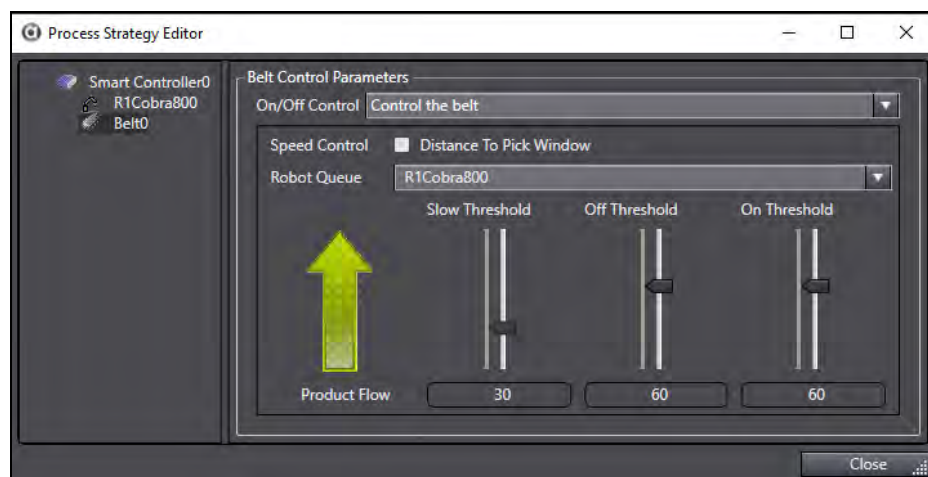 Process Strategy Editor
Smart Controller0
R1Cobra800
Belt0
Belt Control Parameters
On/Off Control Control the belt
Speed Control Distance To Pick Window
Robot Queue R1Cobra800
Slow Threshold Off Threshold On Threshold
Product Flow 30 60 60
Close